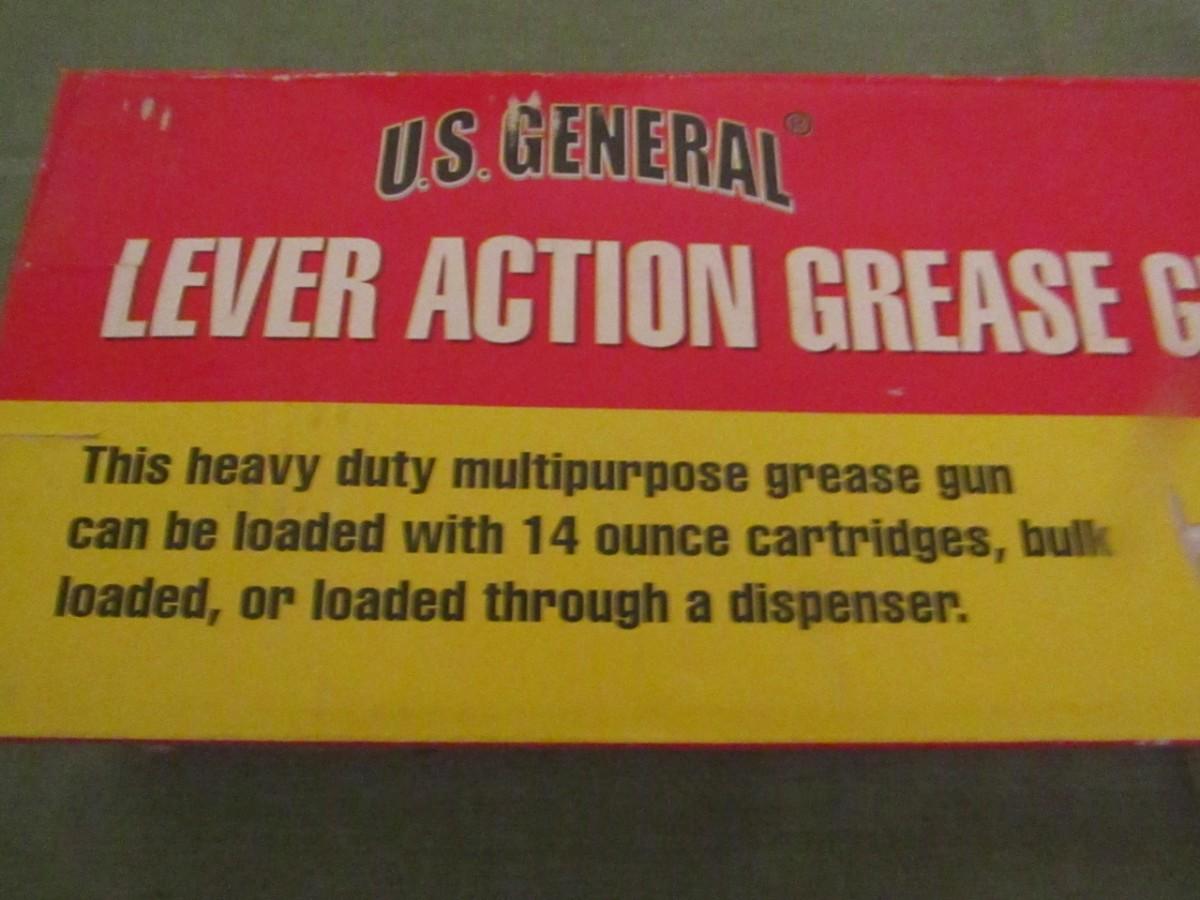 U.S. GENERAL®
LEVER ACTION GREASE G
This heavy duty multipurpose grease gun
can be loaded with 14 ounce cartridges, bulk
loaded, or loaded through a dispenser.